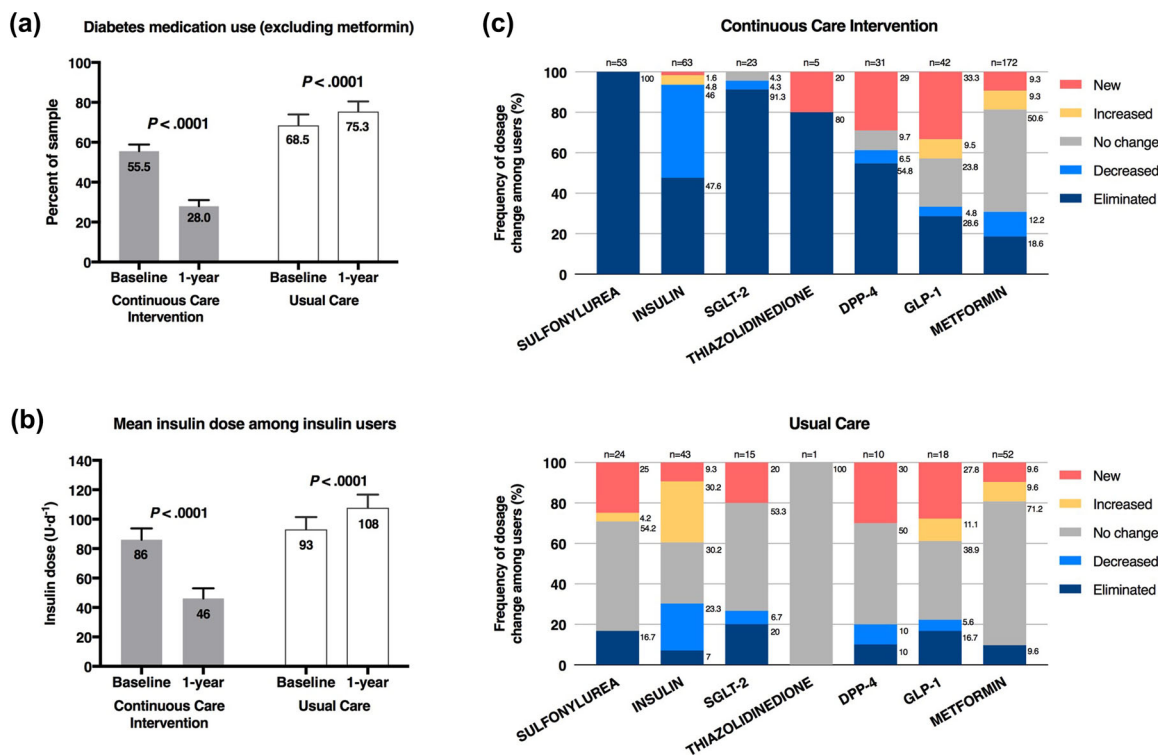 (a)
Diabetes medication use (excluding metformin)
Percent of sample
100
80
60
40
20
0
P < .0001
P < .0001
55.5
28.0
68.5
75.3
Baseline 1-year Baseline 1-year
Continuous Care
Intervention
Usual Care
(b)
Mean insulin dose among insulin users
Insulin dose (U·d⁻¹)
140
120
100
80
60
40
20
0
P < .0001
P < .0001
86
46
93
108
Baseline 1-year Baseline 1-year
Continuous Care
Intervention
Usual Care
(c)
Continuous Care Intervention
Frequency of dosage
change among users (%)
100
80
60
40
20
0
n=53 n=63 n=23 n=5 n=31 n=42 n=172
100
1.6
4.8
46
47.6
4.3
4.3
91.3
20
80
29
9.7
6.5
54.8
33.3
9.5
23.8
4.8
28.6
9.3
9.3
50.6
12.2
18.6
SULFONYLUREA
INSULIN
SGLT-2
THIAZOLIDINEDIONE
DPP-4
GLP-1
METFORMIN
New
Increased
No change
Decreased
Eliminated
Usual Care
Frequency of dosage
change among users (%)
100
80
60
40
20
0
n=24 n=43 n=15 n=1 n=10 n=18 n=52
25
4.2
54.2
16.7
9.3
30.2
30.2
23.3
7
20
53.3
6.7
20
100
30
50
10
10
27.8
11.1
38.9
5.6
16.7
9.6
9.6
71.2
9.6
SULFONYLUREA
INSULIN
SGLT-2
THIAZOLIDINEDIONE
DPP-4
GLP-1
METFORMIN
New
Increased
No change
Decreased
Eliminated